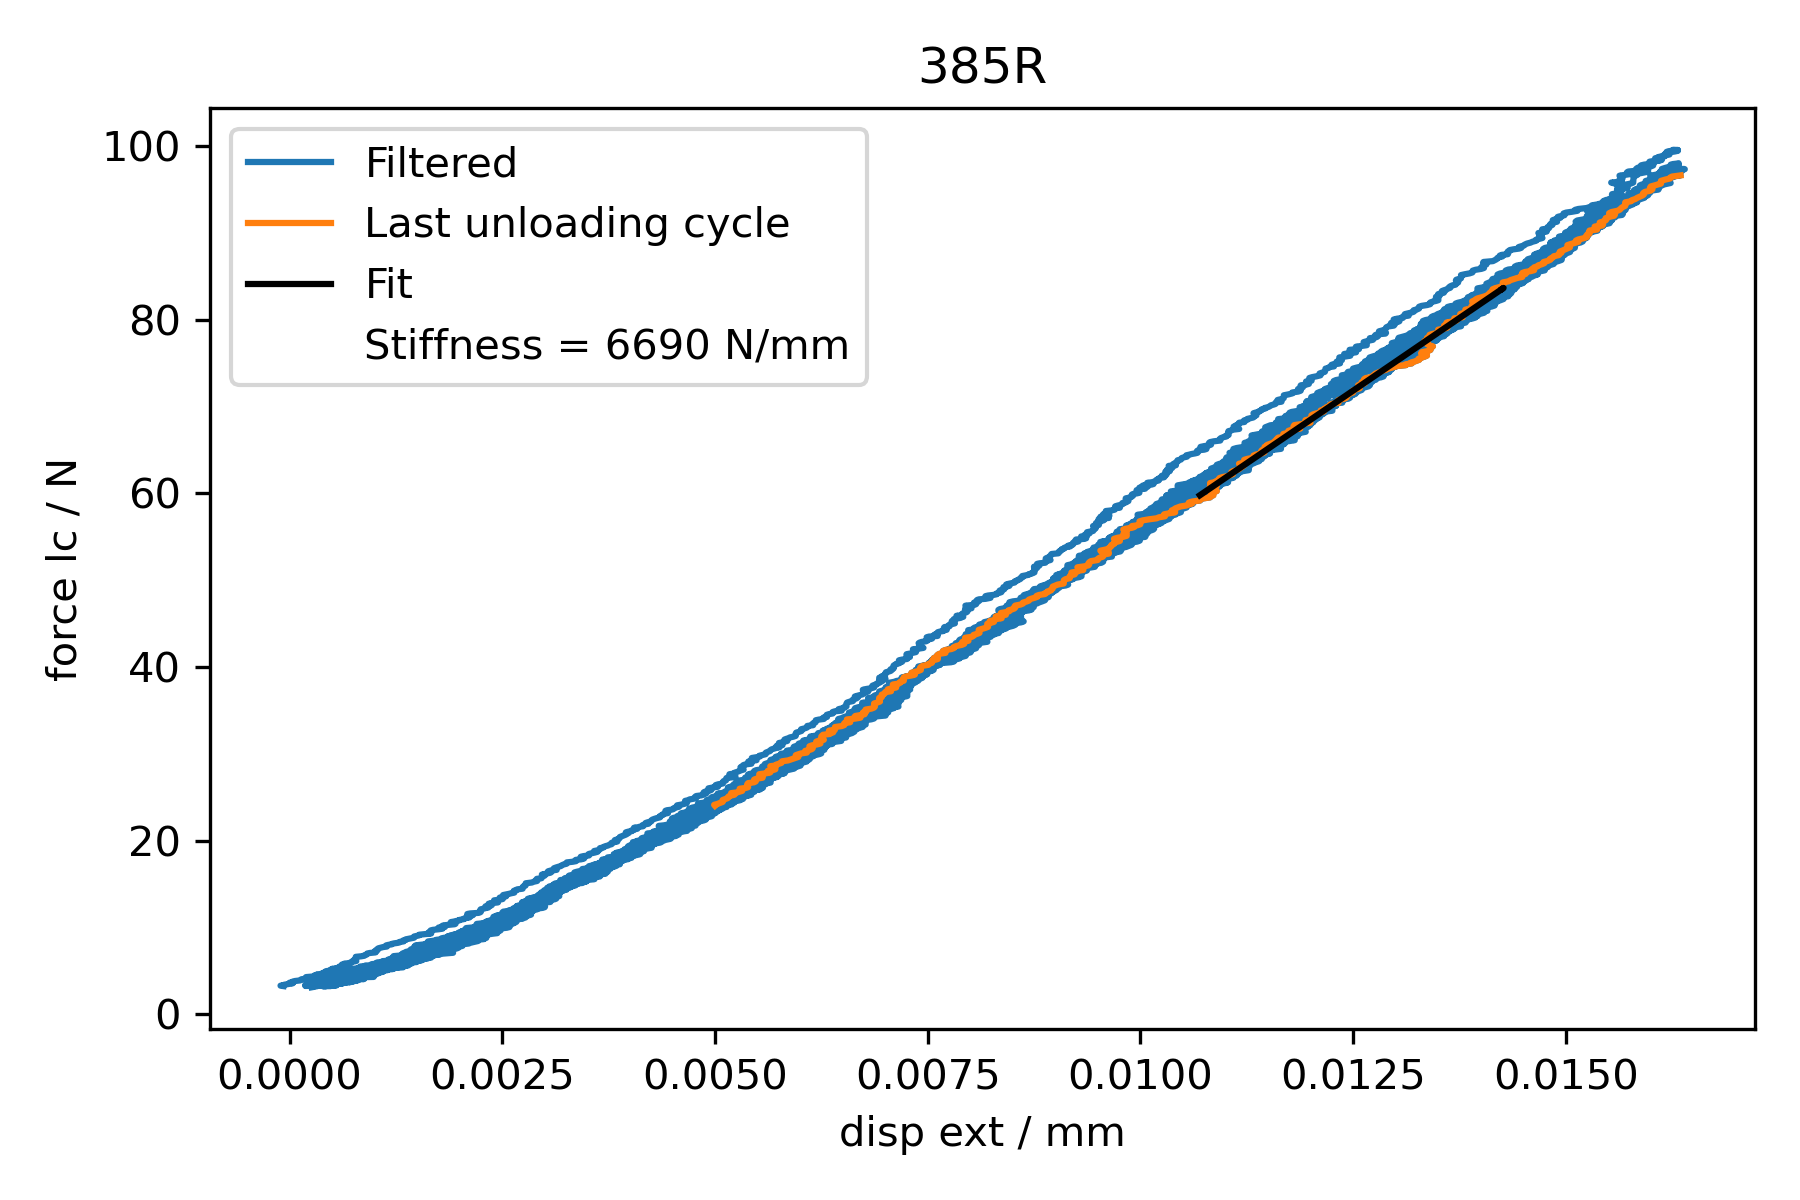 385R
Filtered
Last unloading cycle
Fit
Stiffness = 6690 N/mm
100
80
60
40
20
0
force lc / N
0.0000 0.0025 0.0050 0.0075 0.0100 0.0125 0.0150
disp ext / mm